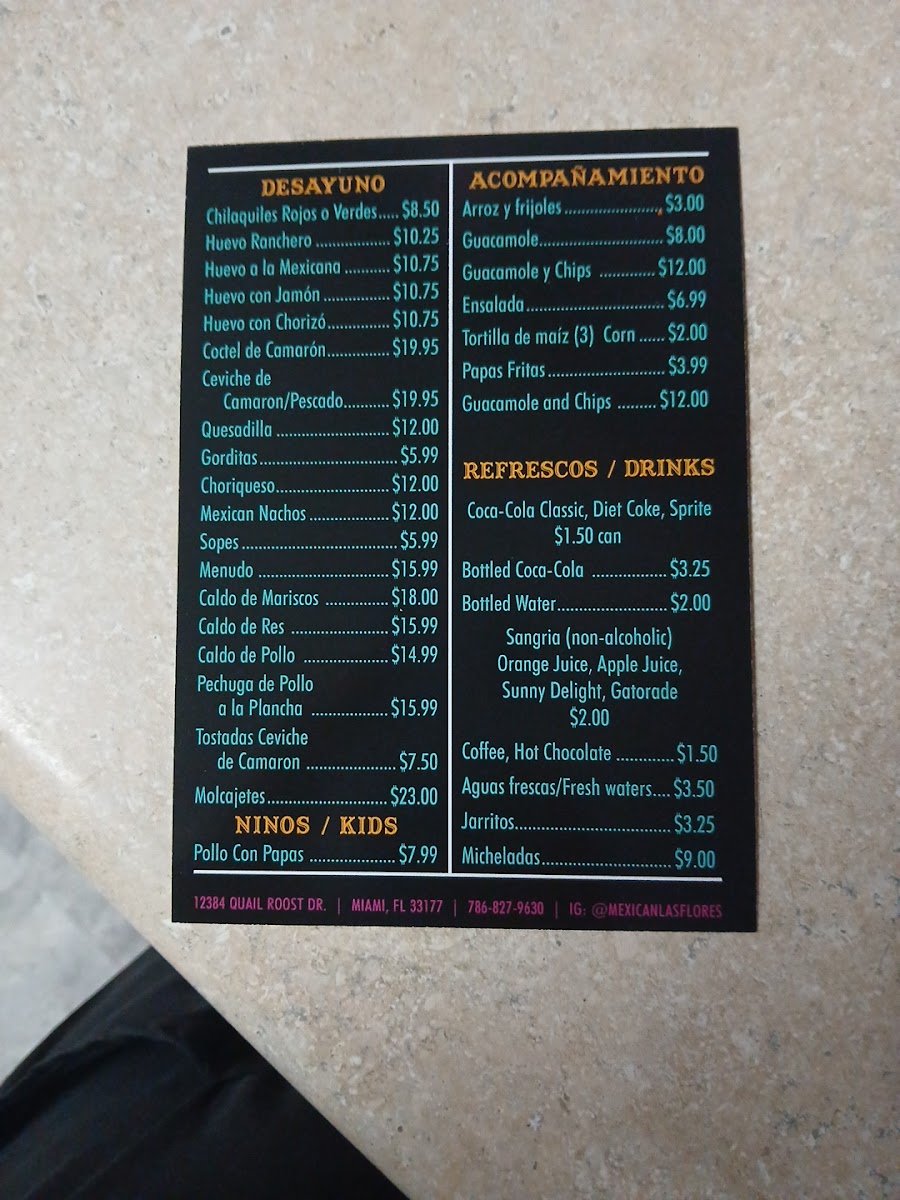 DESAYUNO
Chilaquiles Rojos o Verdes..... $8.50
Huevo Ranchero .................. $10.25
Huevo a la Mexicana ........... $10.75
Huevo con Jamón ................ $10.75
Huevo con Chorizó............... $10.75
Coctel de Camarón............... $19.95
Ceviche de
Camaron/Pescado........... $19.95
Quesadilla ........................... $12.00
Gorditas.................................. $5.99
Choriqueso........................... $12.00
Mexican Nachos ................... $12.00
Sopes ...................................... $5.99
Menudo ................................ $15.99
Caldo de Mariscos ............... $18.00
Caldo de Res ........................ $15.99
Caldo de Pollo ..................... $14.99
Pechuga de Pollo
a la Plancha ................... $15.99
Tostadas Ceviche
de Camaron ...................... $7.50
Molcajetes............................. $23.00
NINOS / KIDS
Pollo Con Papas ..................... $7.99
ACOMPAÑAMIENTO
Arroz y frijoles ....................... $3.00
Guacamole.............................. $8.00
Guacamole y Chips ............. $12.00
Ensalada ................................. $6.99
Tortilla de maíz (3) Corn ...... $2.00
Papas Fritas ............................ $3.99
Guacamole and Chips ......... $12.00
REFRESCOS / DRINKS
Coca-Cola Classic, Diet Coke, Sprite
$1.50 can
Bottled Coca-Cola ................. $3.25
Bottled Water.......................... $2.00
Sangria (non-alcoholic)
Orange Juice, Apple Juice,
Sunny Delight, Gatorade
$2.00
Coffee, Hot Chocolate ............. $1.50
Aguas frescas/Fresh waters.... $3.50
Jarritos..................................... $3.25
Micheladas............................... $9.00
12384 QUAIL ROOST DR. | MIAMI, FL 33177 | 786-827-9630 | IG: @MEXICANLASFLORES